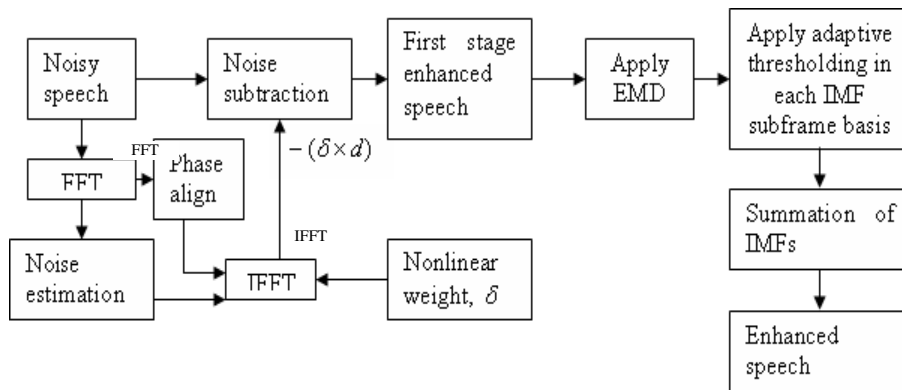 Noisy
speech
Noise
subtraction
First stage
enhanced
speech
Apply
EMD
Apply adaptive
thresholding in
each IMF
subframe basis
−(δ×d)
FFT
FFT
Phase
align
Summation of
IMFs
IFFT
Noise
estimation
IFFT
Nonlinear
weight, δ
Enhanced
speech